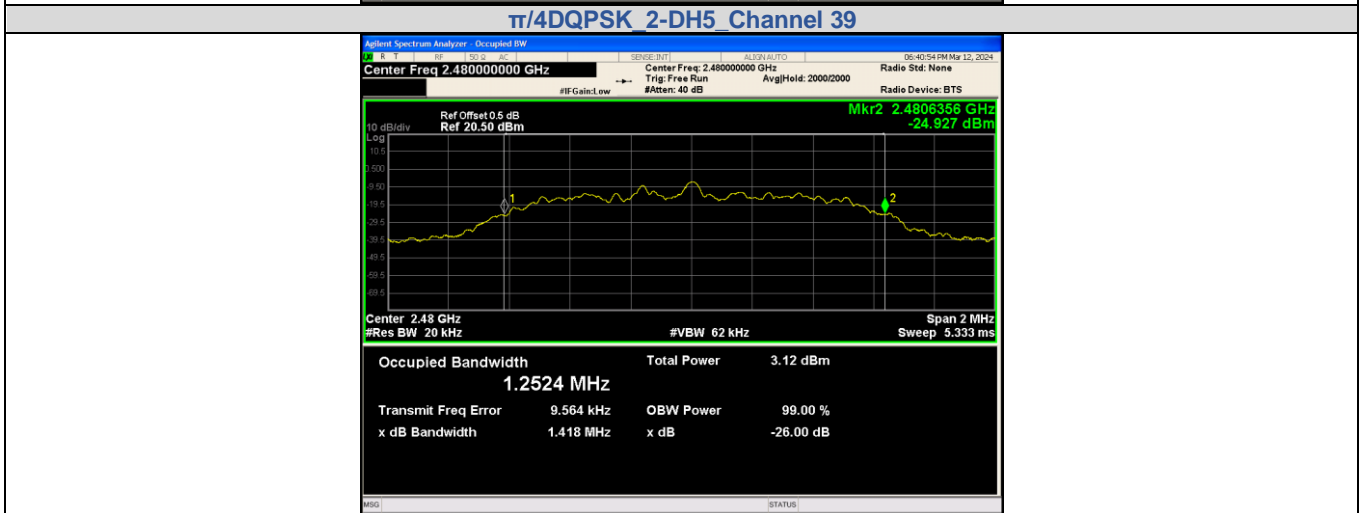 π/4DQPSK_2-DH5_Channel 39
Agilent Spectrum Analyzer - Occupied BW
R T RF 50 Ω AC SENSE:INT ALIGN AUTO 06:40:54 PM Mar 12, 2024
Center Freq 2.480000000 GHz Center Freq: 2.480000000 GHz Radio Std: None
Trig: Free Run Avg|Hold: 2000/2000
#IFGain:Low #Atten: 40 dB Radio Device: BTS
Mkr2 2.4806356 GHz
-24.927 dBm
Ref Offset 0.5 dB
10 dB/div Ref 20.50 dBm
Log
10.5
0.500
-9.50
-19.5
-29.5
-39.5
-49.5
-59.5
-69.5
1
2
Center 2.48 GHz Span 2 MHz
#Res BW 20 kHz #VBW 62 kHz Sweep 5.333 ms
Occupied Bandwidth Total Power 3.12 dBm
1.2524 MHz
Transmit Freq Error 9.564 kHz OBW Power 99.00 %
x dB Bandwidth 1.418 MHz x dB -26.00 dB
MSG STATUS